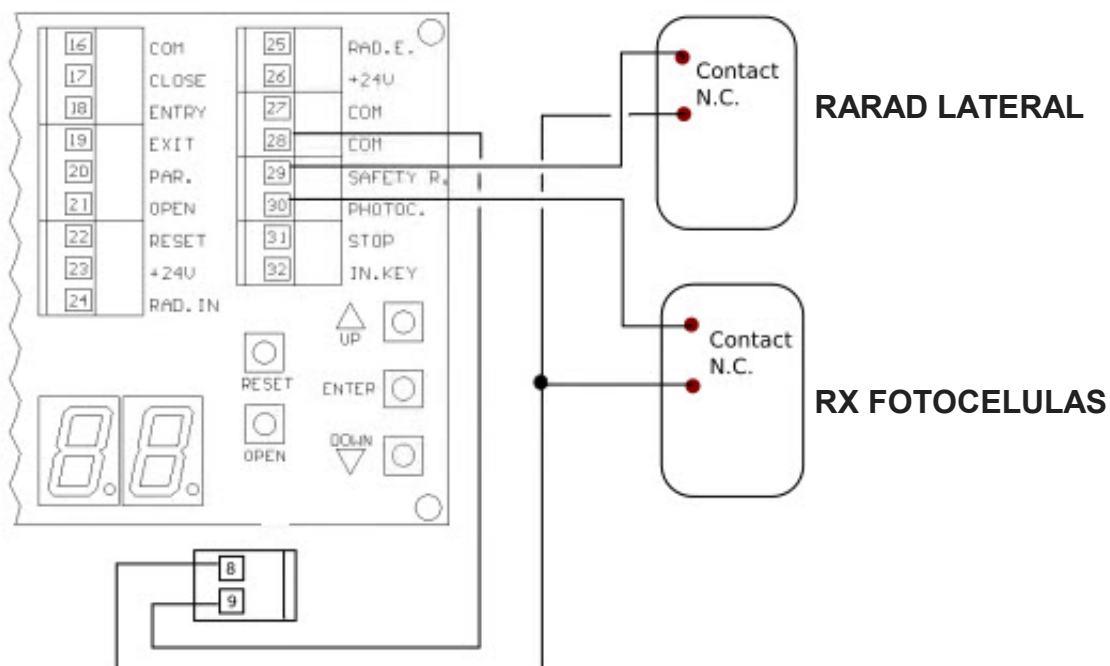 16 COM
17 CLOSE
18 ENTRY
19 EXIT
20 PAR.
21 OPEN
22 RESET
23 +24V
24 RAD.IN
25 RAD.E.
26 +24V
27 COM
28 COM
29 SAFETY R.
30 PHOTOC.
31 STOP
32 IN.KEY
UP
RESET
ENTER
OPEN
DOWN
8.8.
8
9
Contact
N.C.
RARAD LATERAL
Contact
N.C.
RX FOTOCELULAS